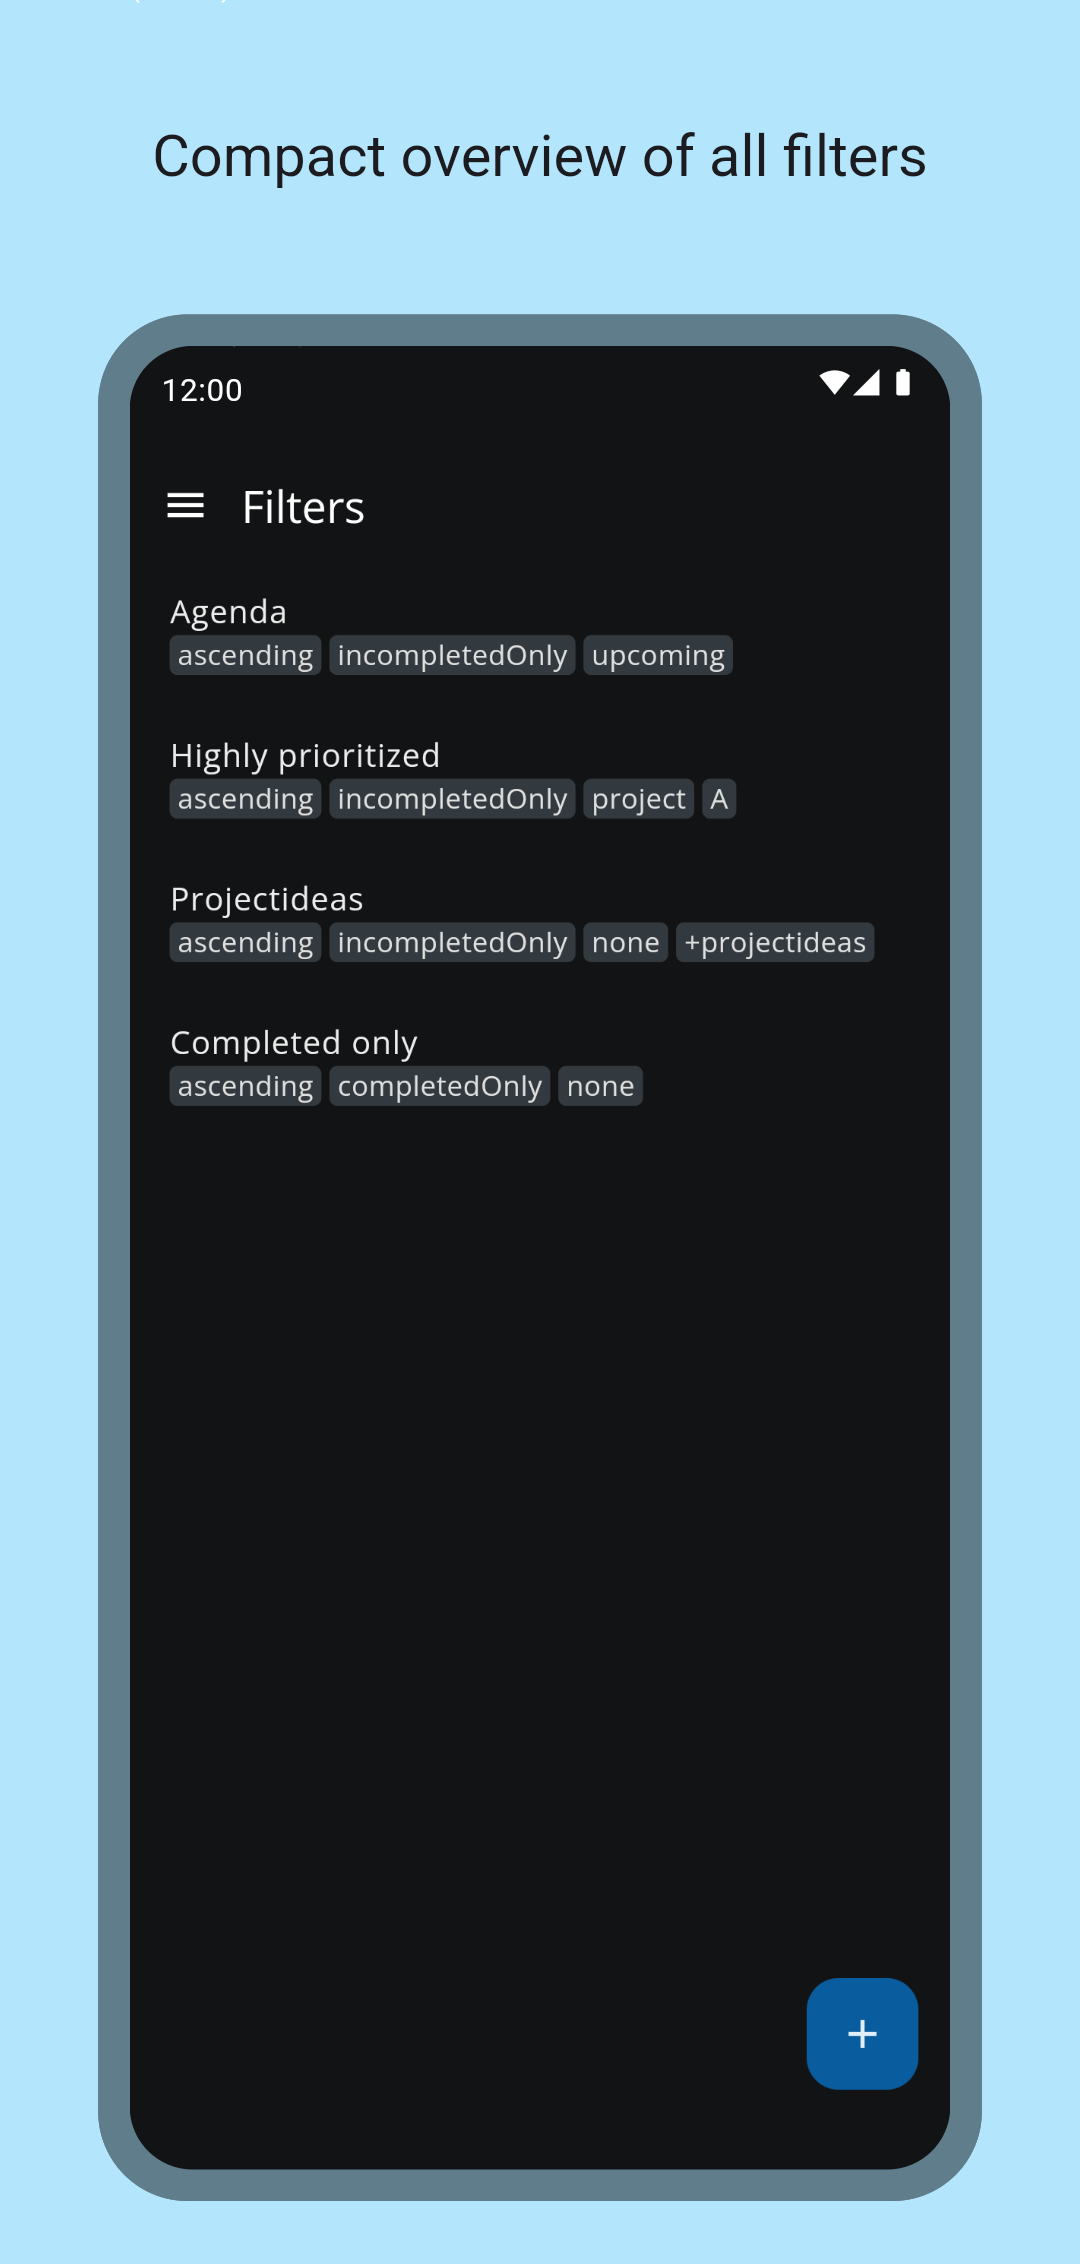 Compact overview of all filters
12:00
Filters
Agenda
ascending incompletedOnly upcoming
Highly prioritized
ascending incompletedOnly project A
Projectideas
ascending incompletedOnly none +projectideas
Completed only
ascending completedOnly none
+